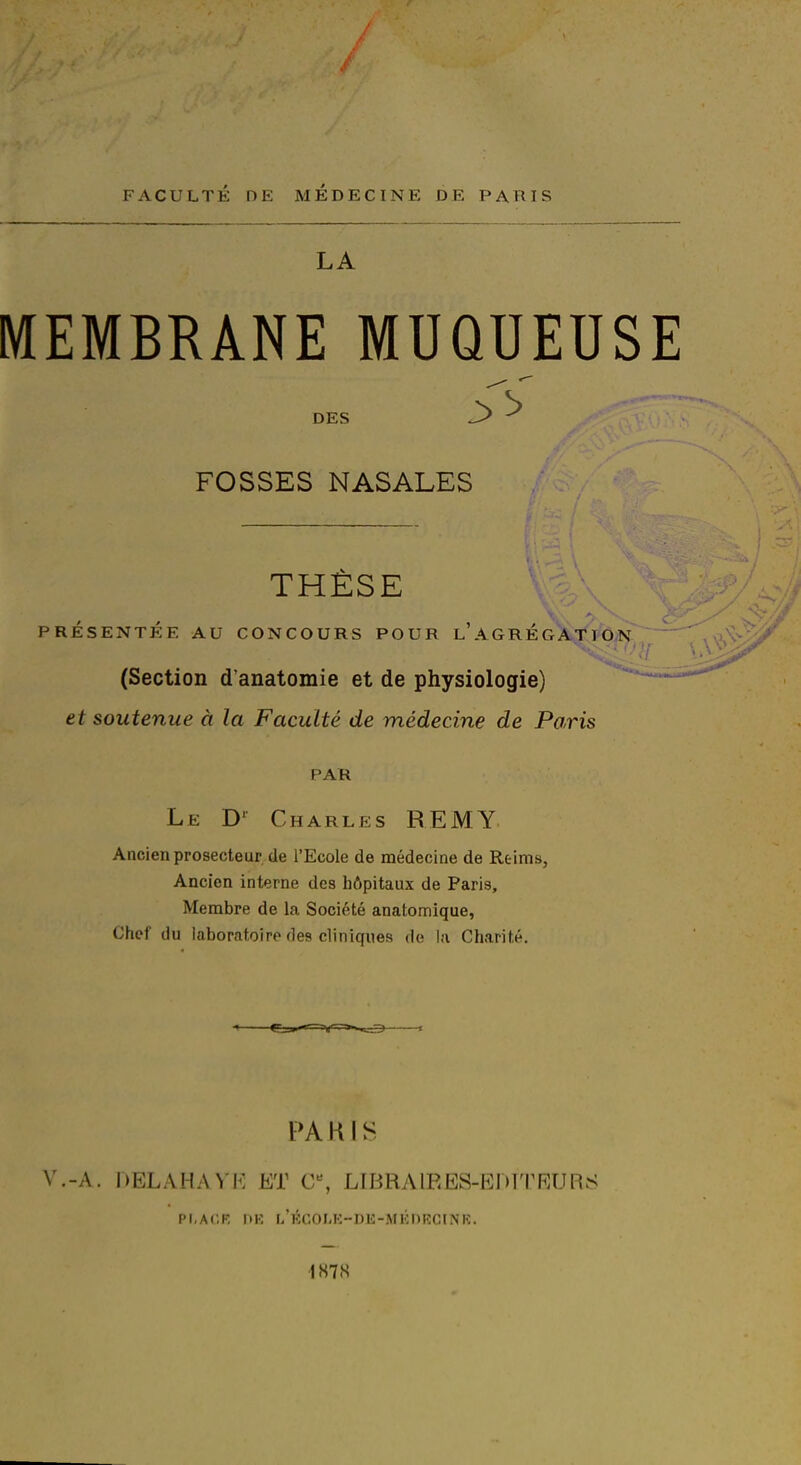 FACULTÉ DE MÉDECINE DE PARIS
LA
MEMBRANE MUQUEUSE
DES
FOSSES NASALES
THÈSE
PRÉSENTÉE AU CONCOURS POUR L'AGRÉGATION
(Section d'anatomie et de physiologie)
et soutenue à la Faculté de médecine de Paris
PAR
LE Dr CHARLES REMY
Ancien prosecteur de l'Ecole de médecine de Reims,
Ancien interne des hôpitaux de Paris,
Membre de la Société anatomique,
Chef du laboratoire des cliniques de la Charité.
PARIS
V.-A. DELAHAYE ET Ce, LIBRAIRES-EDITEURS
PLACE DE L'ÉCOLE-DE-MÉDECINE.
1878